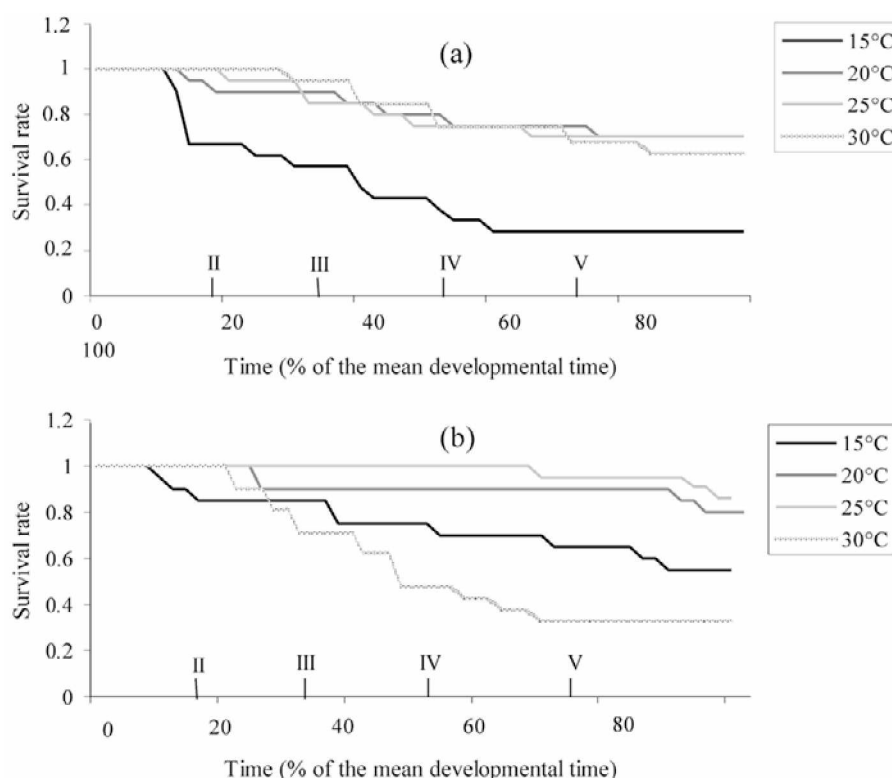 (a)
15°C
20°C
25°C
30°C
1.2
1
0.8
0.6
0.4
0.2
0
Survival rate
II III IV V
0 20 40 60 80
100
Time (% of the mean developmental time)
(b)
15°C
20°C
25°C
30°C
1.2
1
0.8
0.6
0.4
0.2
0
Survival rate
II III IV V
0 20 40 60 80
Time (% of the mean developmental time)